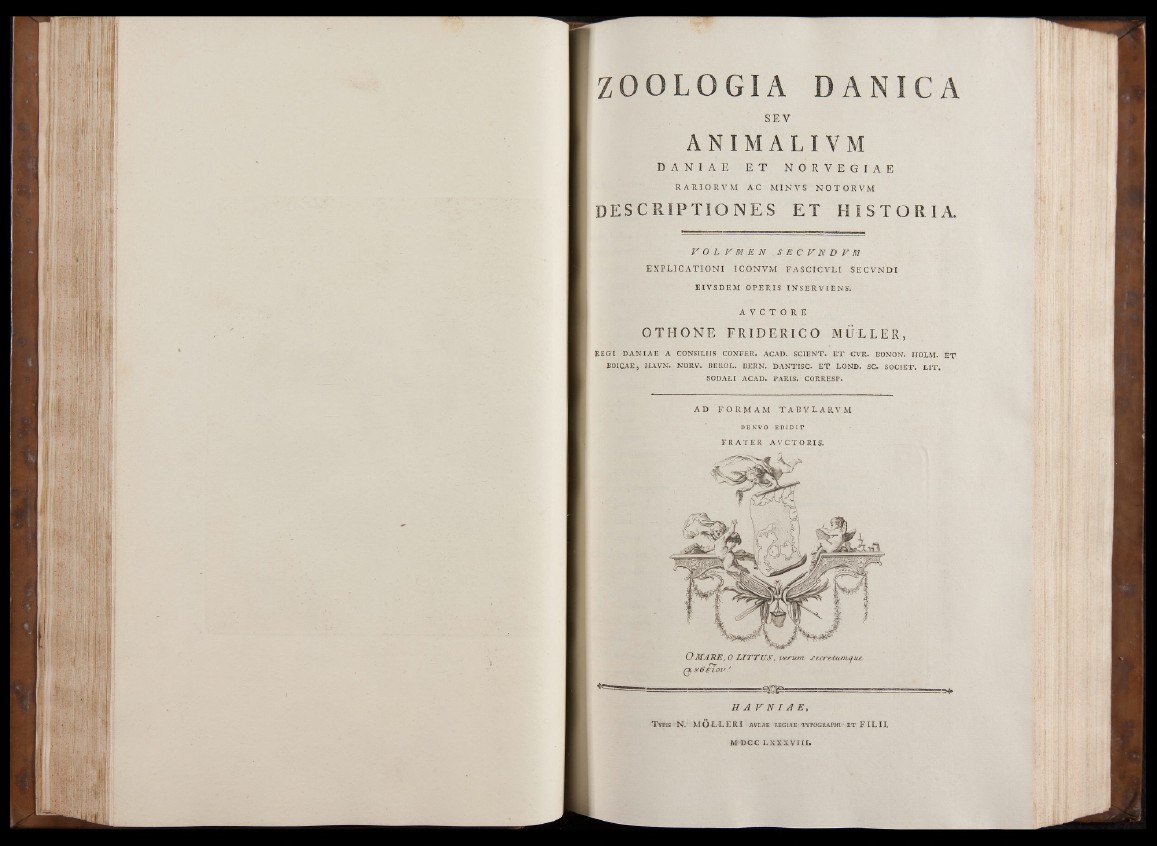 ZOOLOGIA DANICA
SEV
ANIMALIVM
DANIAE ET NORVEGIAE
RARIORVM AC MINVS NOTORVM
DESCRIPTIONES ET HISTORIA.
VOLVMEN SECVNDVM
EXPLICATIONI ICONVM FASCICVLI SECVNDI
EIVSDEM OPERIS INSERVIENS.
AVCTORE
OTHONE FRIDERICO MÜLLER,
REGI DANIAE A CONSILIIS CONFER. ACAD. SCIENT. ET CVR. BONON. HOLM. ET
BOICAE, HAVN. NORV. BEROL. BERN. DANTISC. ET LOND. SC. SOCIET. LIT.
SODALI ACAD. PARIS. CORRESP.
AD FORMAM TABVLARVM
DENVO EDIDIT
FRATER AVCTORIS.
O MARE, O LITTUS, verum secretumque
HAVNIAE,
TYPIS N. MÖLLERI AVLAE REGIAE TYPOGRAPHI ET FILII.
MDCCLXXXVIII.